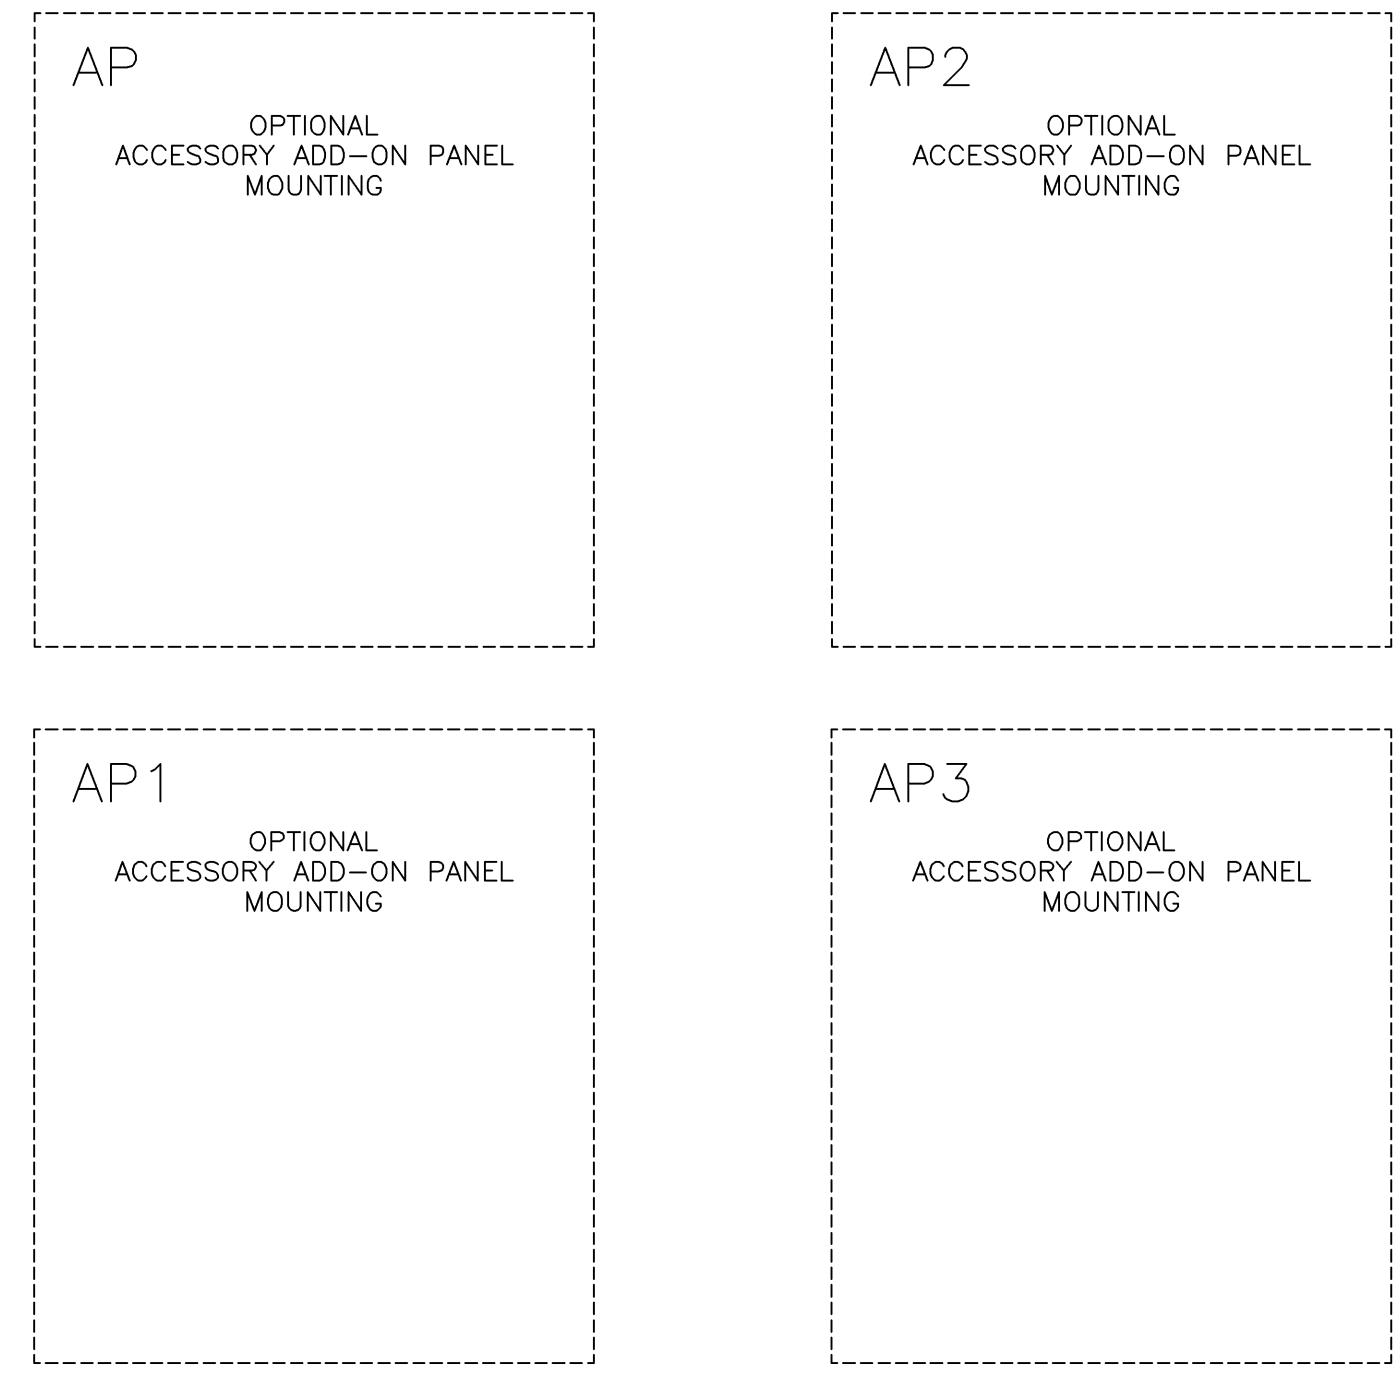 AP
OPTIONAL
ACCESSORY ADD-ON PANEL
MOUNTING
AP2
OPTIONAL
ACCESSORY ADD-ON PANEL
MOUNTING
AP1
OPTIONAL
ACCESSORY ADD-ON PANEL
MOUNTING
AP3
OPTIONAL
ACCESSORY ADD-ON PANEL
MOUNTING